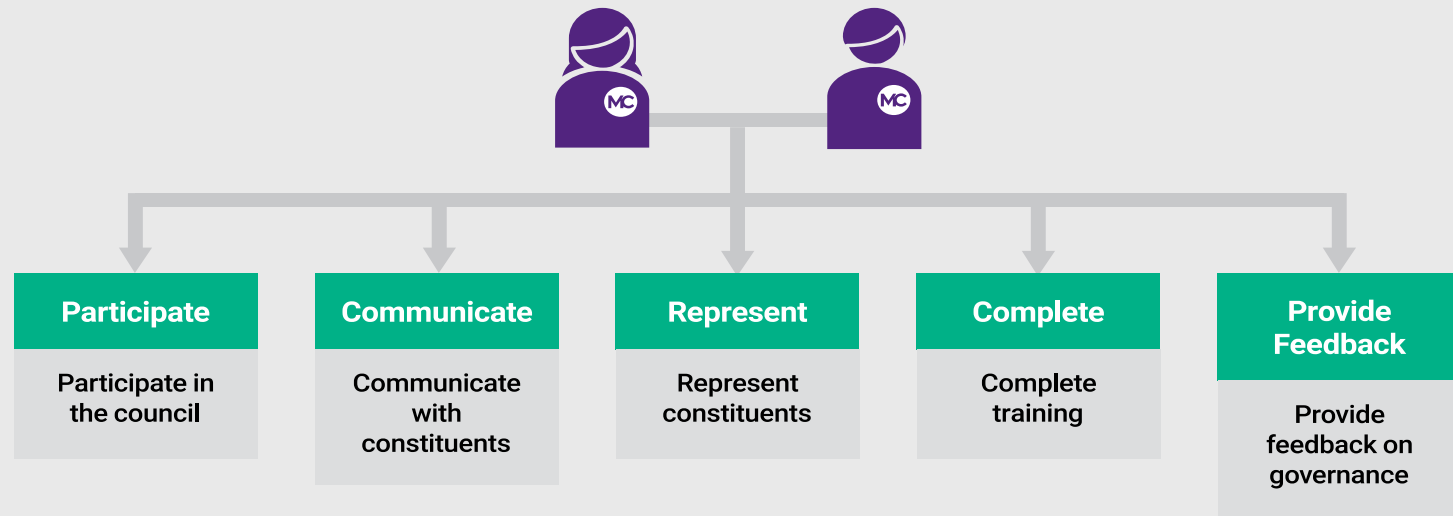 MC
MC
Participate
Participate in
the council
Communicate
Communicate
with
constituents
Represent
Represent
constituents
Complete
Complete
training
Provide
Feedback
Provide
feedback on
governance